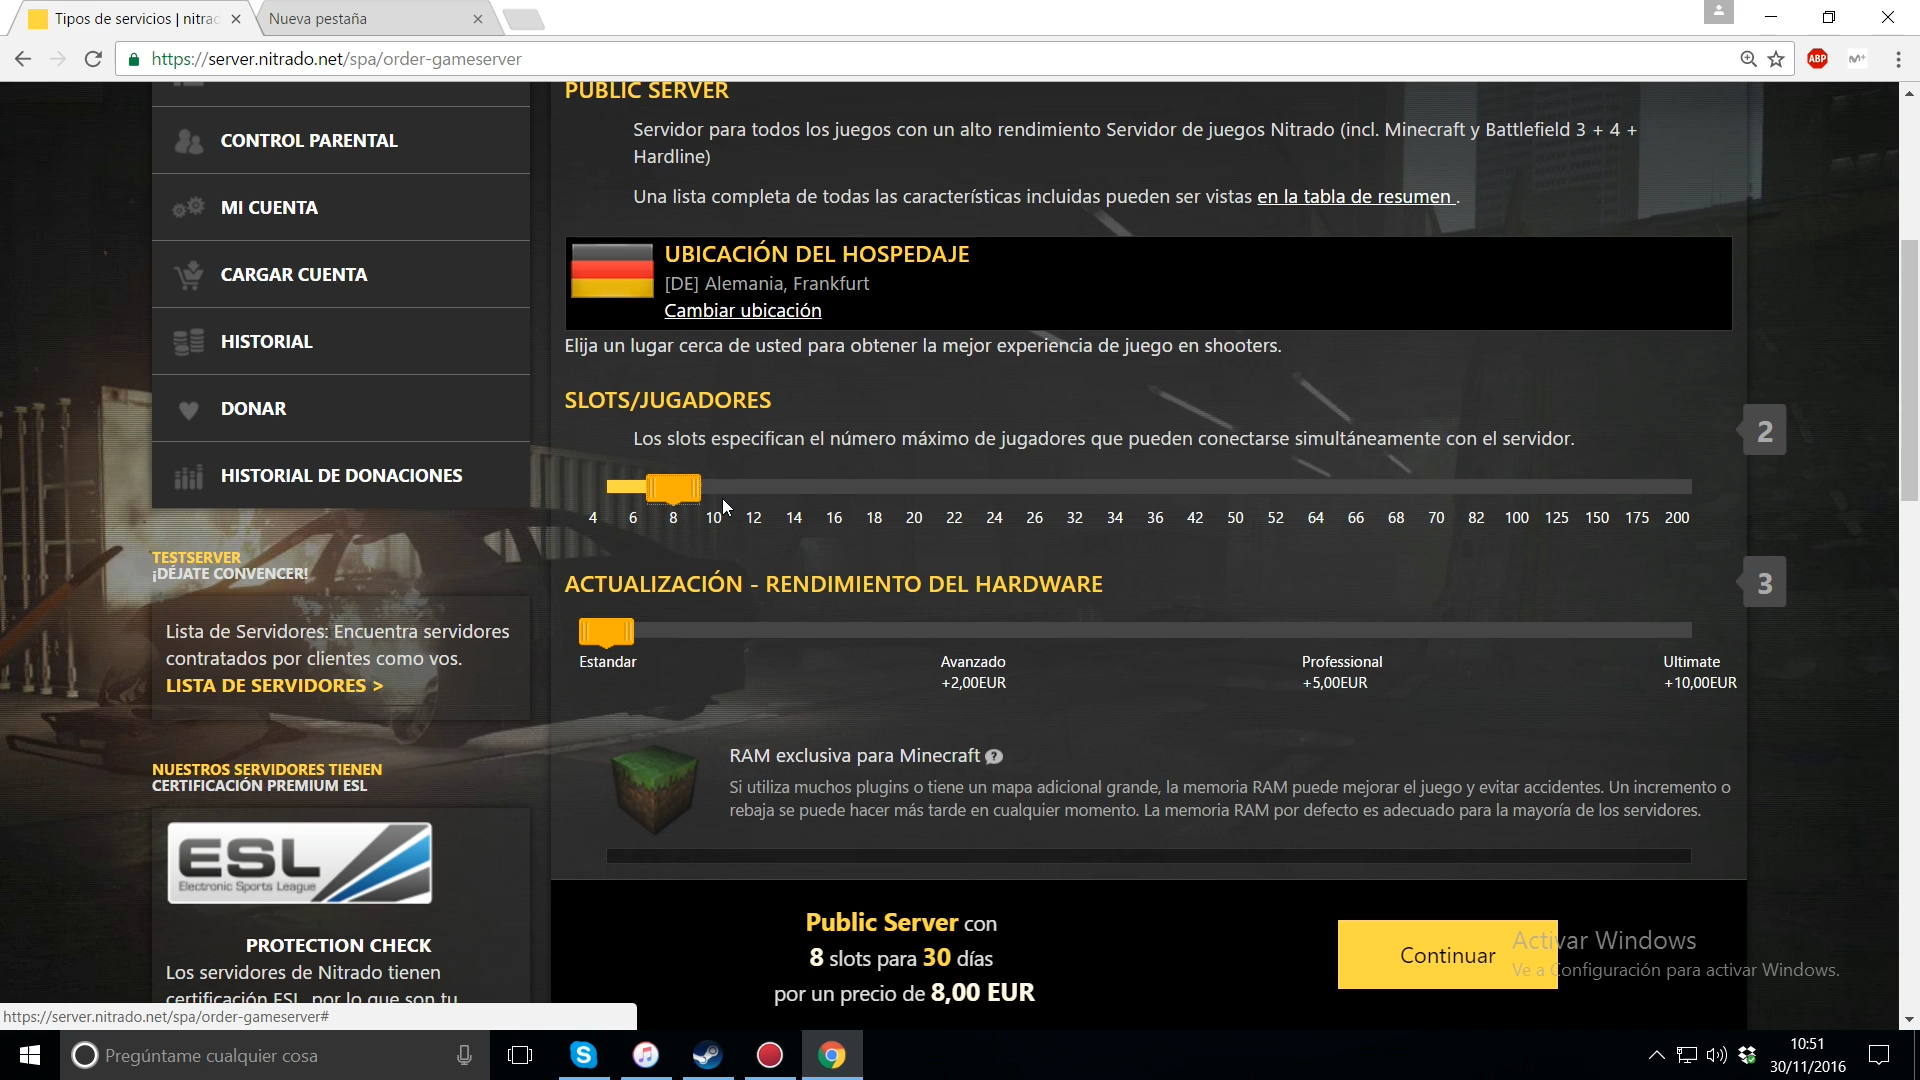 Tipos de servicios | nitrad
Nueva pestaña
https://server.nitrado.net/spa/order-gameserver
ABP
M+
CONTROL PARENTAL
MI CUENTA
CARGAR CUENTA
HISTORIAL
DONAR
HISTORIAL DE DONACIONES
TESTSERVER
¡DÉJATE CONVENCER!
Lista de Servidores: Encuentra servidores
contratados por clientes como vos.
LISTA DE SERVIDORES >
NUESTROS SERVIDORES TIENEN
CERTIFICACIÓN PREMIUM ESL
ESL
Electronic Sports League
PROTECTION CHECK
Los servidores de Nitrado tienen
certificación ESL, por lo que son tu
PUBLIC SERVER
Servidor para todos los juegos con un alto rendimiento Servidor de juegos Nitrado (incl. Minecraft y Battlefield 3 + 4 +
Hardline)
Una lista completa de todas las características incluidas pueden ser vistas en la tabla de resumen .
UBICACIÓN DEL HOSPEDAJE
[DE] Alemania, Frankfurt
Cambiar ubicación
Elija un lugar cerca de usted para obtener la mejor experiencia de juego en shooters.
SLOTS/JUGADORES
2
Los slots especifican el número máximo de jugadores que pueden conectarse simultáneamente con el servidor.
4 6 8 10 12 14 16 18 20 22 24 26 32 34 36 42 50 52 64 66 68 70 82 100 125 150 175 200
ACTUALIZACIÓN - RENDIMIENTO DEL HARDWARE
3
Estandar Avanzado Professional Ultimate
+2,00EUR +5,00EUR +10,00EUR
RAM exclusiva para Minecraft ?
Si utiliza muchos plugins o tiene un mapa adicional grande, la memoria RAM puede mejorar el juego y evitar accidentes. Un incremento o
rebaja se puede hacer más tarde en cualquier momento. La memoria RAM por defecto es adecuado para la mayoría de los servidores.
Public Server con
8 slots para 30 días
por un precio de 8,00 EUR
Continuar
Activar Windows
Ve a Configuración para activar Windows.
https://server.nitrado.net/spa/order-gameserver#
Pregúntame cualquier cosa
10:51
30/11/2016